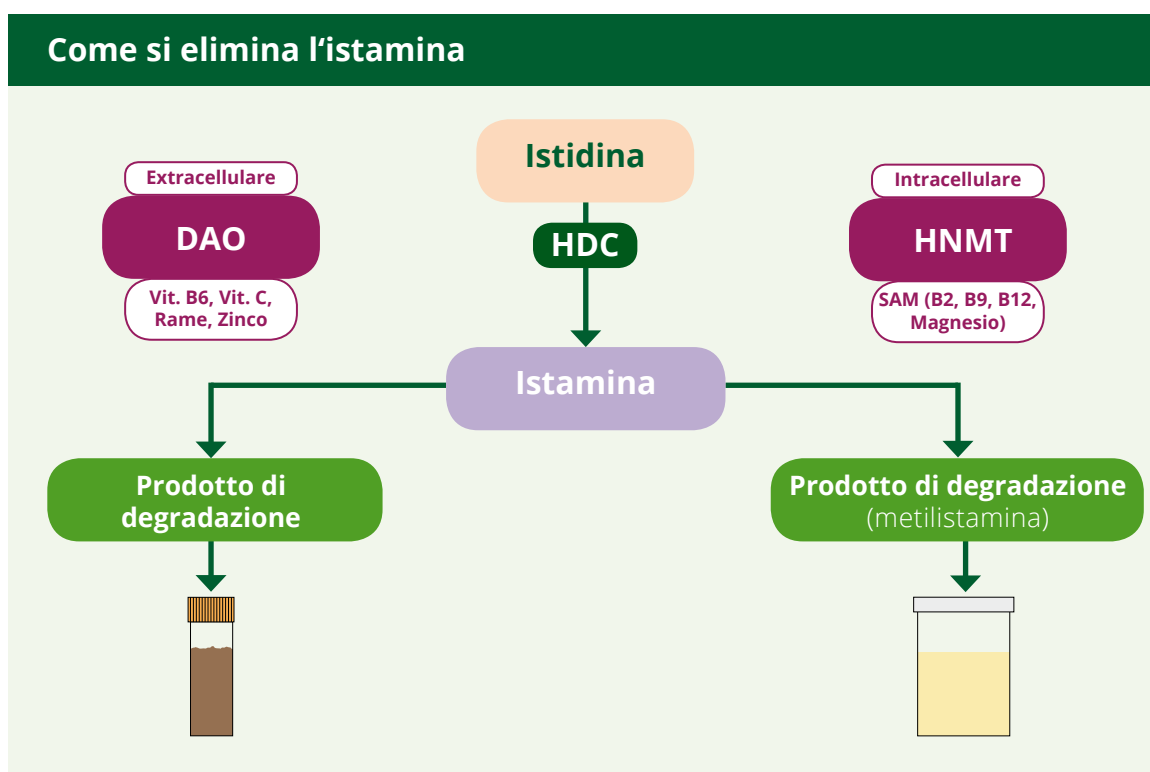 Come si elimina l‘istamina
Istidina
HDC
Extracellulare
DAO
Vit. B6, Vit. C,
Rame, Zinco
Intracellulare
HNMT
SAM (B2, B9, B12,
Magnesio)
Istamina
Prodotto di
degradazione
Prodotto di degradazione
(metilistamina)